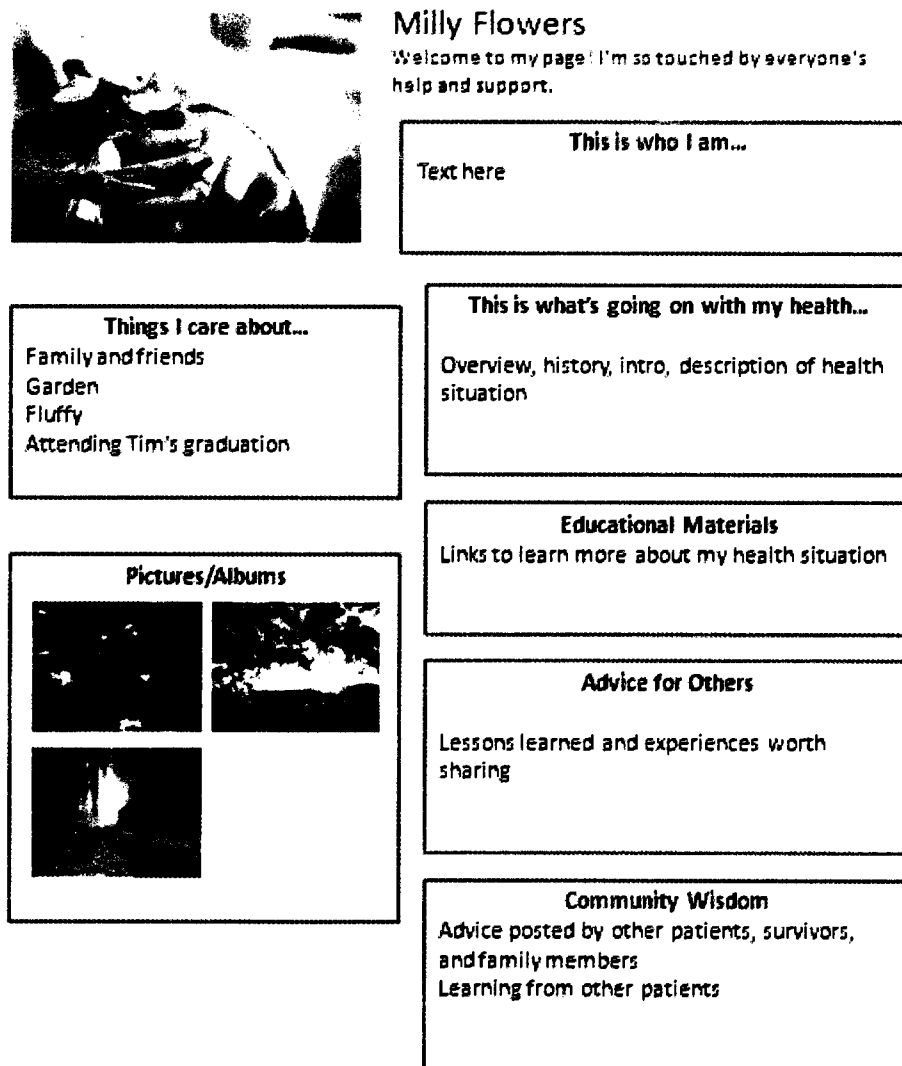 Milly Flowers
Welcome to my page! I'm so touched by everyone's
help and support.
This is who I am...
Text here
Things I care about...
Family and friends
Garden
Fluffy
Attending Tim's graduation
This is what's going on with my health...
Overview, history, intro, description of health
situation
Educational Materials
Links to learn more about my health situation
Pictures/Albums
Advice for Others
Lessons learned and experiences worth
sharing
Community Wisdom
Advice posted by other patients, survivors,
and family members
Learning from other patients